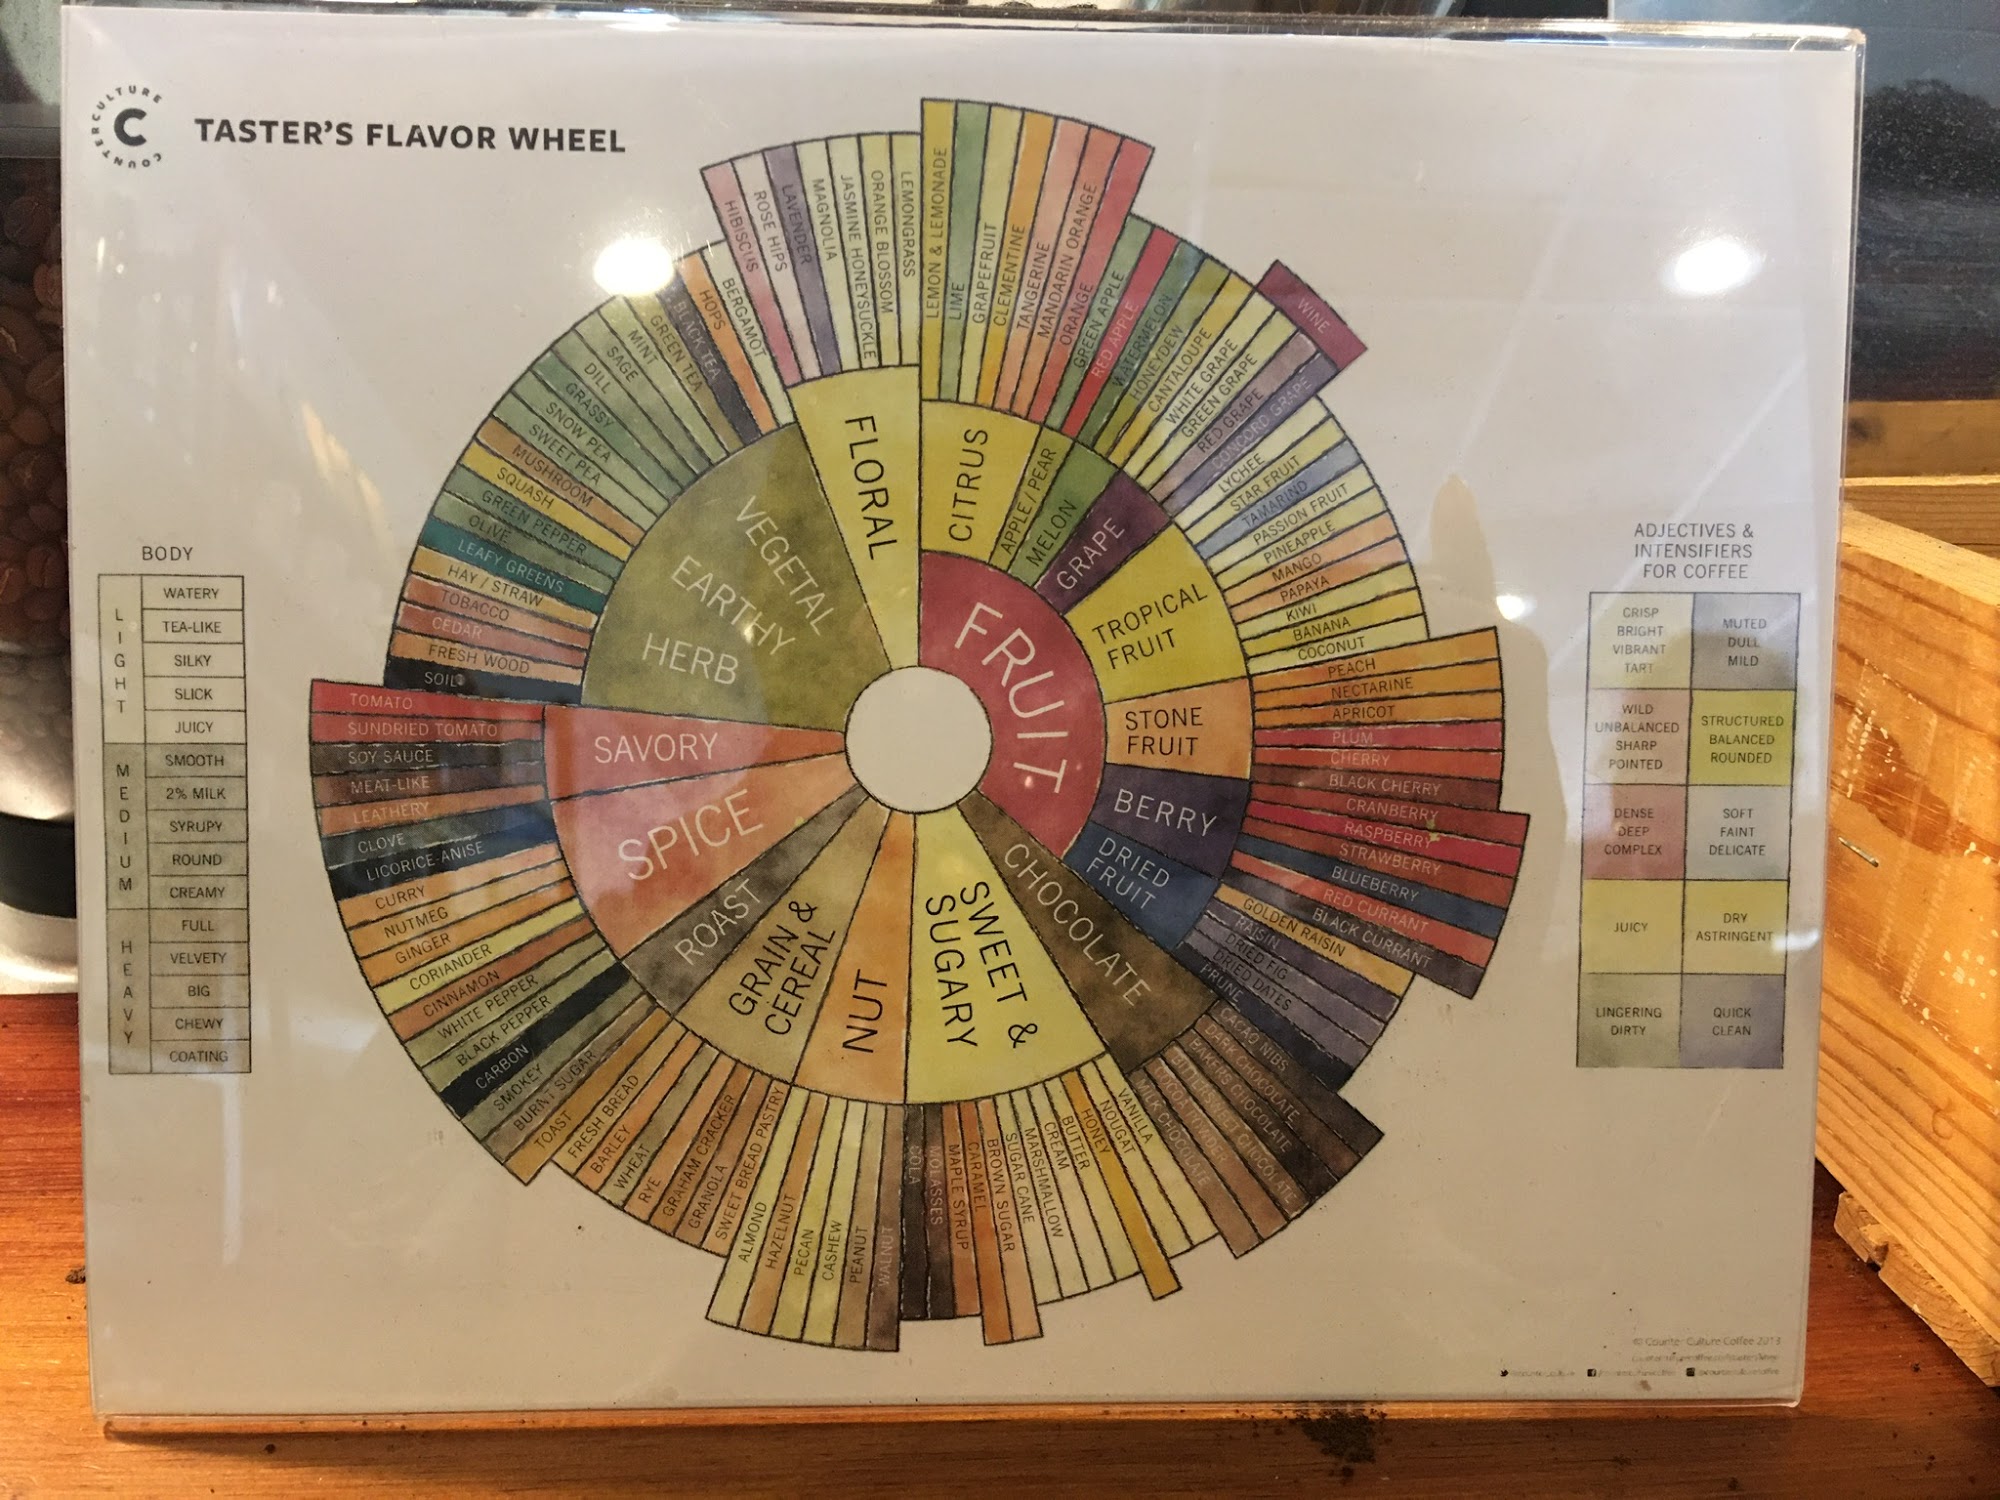 COUNTERCULTURE
C
TASTER'S FLAVOR WHEEL
BODY
LIGHT
WATERY
TEA-LIKE
SILKY
SLICK
JUICY
MEDIUM
SMOOTH
2% MILK
SYRUPY
ROUND
CREAMY
HEAVY
FULL
VELVETY
BIG
CHEWY
COATING
FRUIT
CITRUS
LEMON & LEMONADE
LIME
GRAPEFRUIT
CLEMENTINE
TANGERINE
MANDARIN ORANGE
ORANGE
APPLE / PEAR
GREEN APPLE
RED APPLE
MELON
WATERMELON
HONEYDEW
CANTALOUPE
GRAPE
WHITE GRAPE
GREEN GRAPE
RED GRAPE
CONCORD GRAPE
WINE
TROPICAL
FRUIT
LYCHEE
STAR FRUIT
TAMARIND
PASSION FRUIT
PINEAPPLE
MANGO
PAPAYA
KIWI
BANANA
COCONUT
STONE
FRUIT
PEACH
NECTARINE
APRICOT
PLUM
CHERRY
BLACK CHERRY
BERRY
CRANBERRY
RASPBERRY
STRAWBERRY
BLUEBERRY
RED CURRANT
BLACK CURRANT
DRIED
FRUIT
GOLDEN RAISIN
RAISIN
DRIED FIG
DRIED DATES
PRUNE
CHOCOLATE
CACAO NIBS
DARK CHOCOLATE
BAKERS CHOCOLATE
BITTERSWEET CHOCOLATE
COCOA POWDER
MILK CHOCOLATE
SWEET &
SUGARY
VANILLA
NOUGAT
HONEY
BUTTER
CREAM
MARSHMALLOW
SUGAR CANE
BROWN SUGAR
CARAMEL
MAPLE SYRUP
MOLASSES
COLA
NUT
WALNUT
PEANUT
CASHEW
PECAN
HAZELNUT
ALMOND
GRAIN &
CEREAL
SWEET BREAD PASTRY
GRANOLA
GRAHAM CRACKER
RYE
WHEAT
BARLEY
FRESH BREAD
ROAST
TOAST
BURNT SUGAR
SMOKEY
CARBON
SPICE
BLACK PEPPER
WHITE PEPPER
CINNAMON
CORIANDER
GINGER
NUTMEG
CURRY
LICORICE-ANISE
CLOVE
SAVORY
LEATHERY
MEAT-LIKE
SOY SAUCE
SUNDRIED TOMATO
TOMATO
VEGETAL
EARTHY
HERB
SOIL
FRESH WOOD
CEDAR
TOBACCO
HAY / STRAW
LEAFY GREENS
OLIVE
GREEN PEPPER
SQUASH
MUSHROOM
SWEET PEA
SNOW PEA
GRASSY
DILL
SAGE
MINT
GREEN TEA
BLACK TEA
HOPS
BERGAMOT
FLORAL
HIBISCUS
ROSE HIPS
LAVENDER
MAGNOLIA
JASMINE HONEYSUCKLE
ORANGE BLOSSOM
LEMONGRASS
ADJECTIVES &
INTENSIFIERS
FOR COFFEE
CRISP
BRIGHT
VIBRANT
TART
MUTED
DULL
MILD
WILD
UNBALANCED
SHARP
POINTED
STRUCTURED
BALANCED
ROUNDED
DENSE
DEEP
COMPLEX
SOFT
FAINT
DELICATE
JUICY
DRY
ASTRINGENT
LINGERING
DIRTY
QUICK
CLEAN
© Counter Culture Coffee 2013